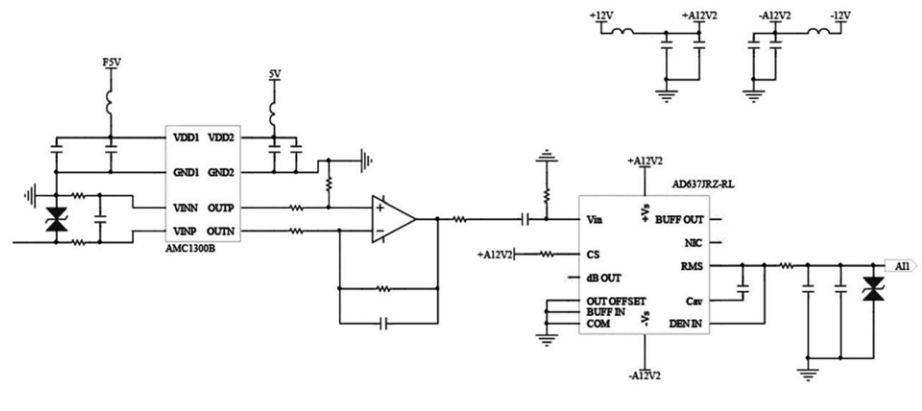 +12V +A12V2 -A12V2 -12V
F5V
5V
VDD1 VDD2
GND1 GND2
VINN OUTP
VINP OUTN
AMC1300B
+
−
+A12V2
AD637JRZ-RL
+Vs
Vin BUFF OUT
NIC
+A12V2 CS
RMS AI1
dB OUT
OUT OFFSET Cav
BUFF IN
COM DEN IN
-Vs
-A12V2